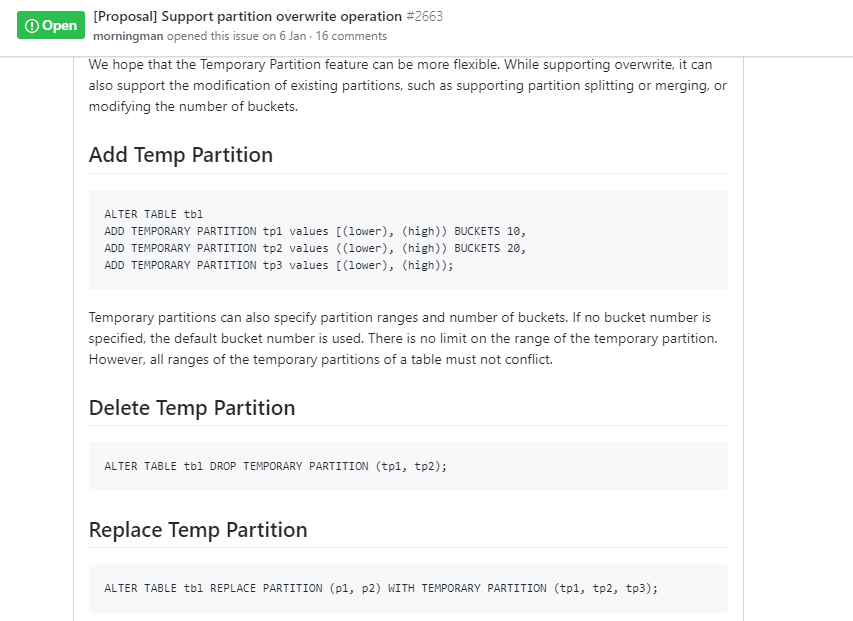 Open
[Proposal] Support partition overwrite operation #2663
morningman opened this issue on 6 Jan · 16 comments
We hope that the Temporary Partition feature can be more flexible. While supporting overwrite, it can
also support the modification of existing partitions, such as supporting partition splitting or merging, or
modifying the number of buckets.
Add Temp Partition
ALTER TABLE tbl
ADD TEMPORARY PARTITION tp1 values [(lower), (high)) BUCKETS 10,
ADD TEMPORARY PARTITION tp2 values ((lower), (high)) BUCKETS 20,
ADD TEMPORARY PARTITION tp3 values [(lower), (high));
Temporary partitions can also specify partition ranges and number of buckets. If no bucket number is
specified, the default bucket number is used. There is no limit on the range of the temporary partition.
However, all ranges of the temporary partitions of a table must not conflict.
Delete Temp Partition
ALTER TABLE tbl DROP TEMPORARY PARTITION (tp1, tp2);
Replace Temp Partition
ALTER TABLE tbl REPLACE PARTITION (p1, p2) WITH TEMPORARY PARTITION (tp1, tp2, tp3);